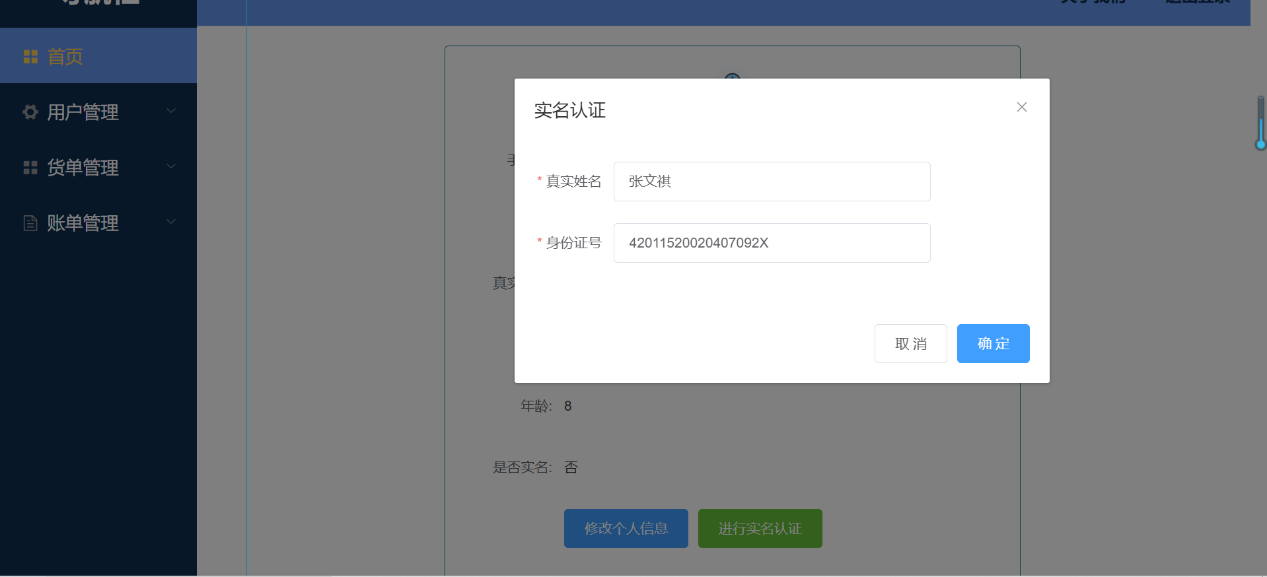 首页
用户管理
货单管理
账单管理
实名认证
* 真实姓名 张文祺
* 身份证号 42011520020407092X
取 消 确 定
年龄: 8
是否实名: 否
修改个人信息 进行实名认证